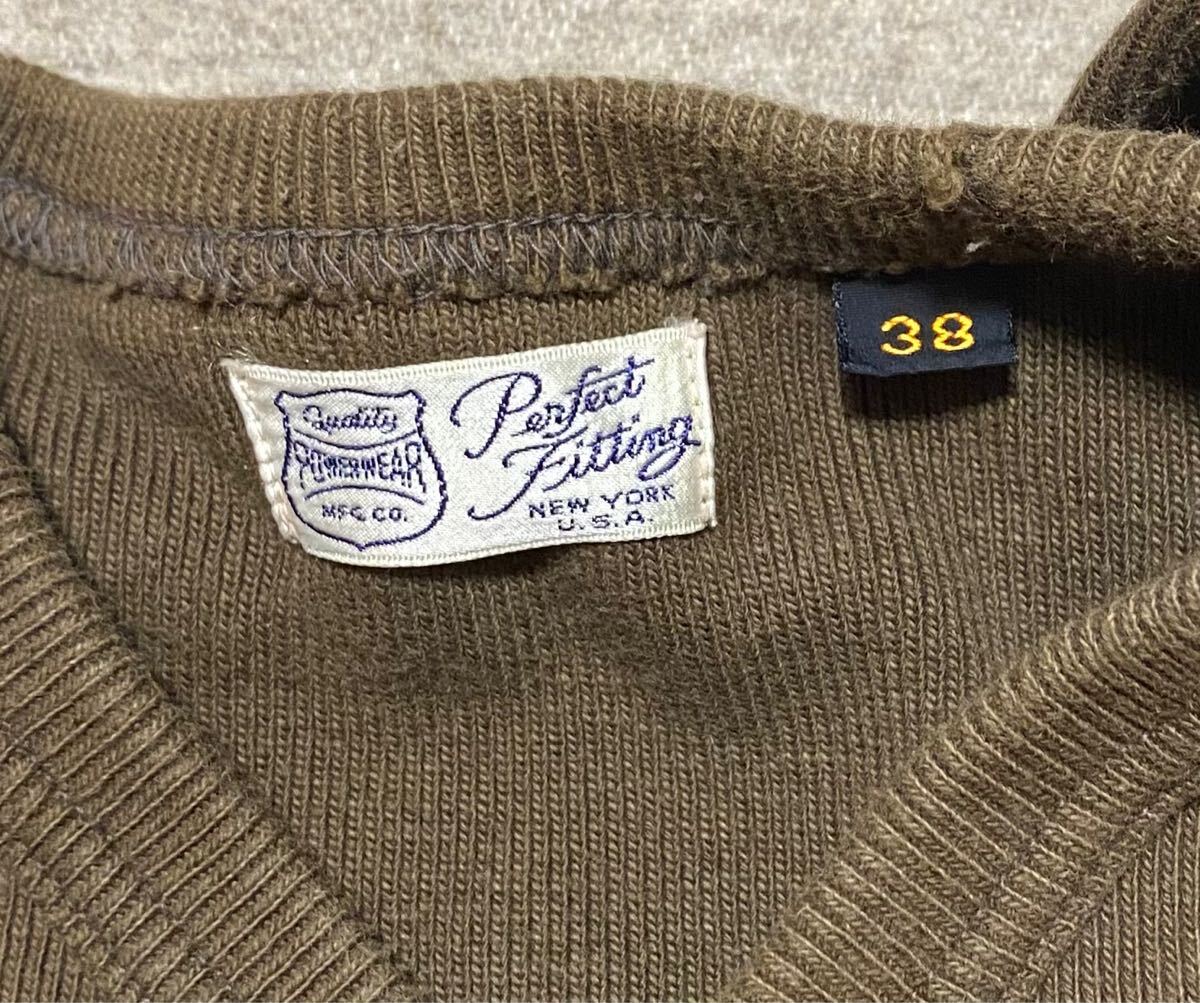 Quality
POWERWEAR
MFG CO.
Perfect
Fitting
NEW YORK
U.S.A.
38